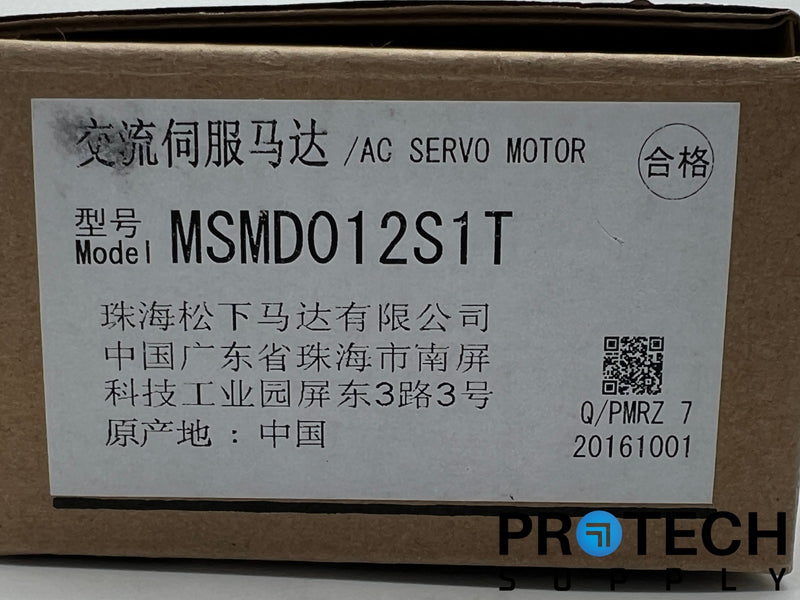 交流伺服马达 /AC SERVO MOTOR
合格
型号
Model MSMD012S1T
珠海松下马达有限公司
中国广东省珠海市南屏
科技工业园屏东3路3号
原产地：中国
Q/PMRZ 7
20161001
PROTECH
SUPPLY